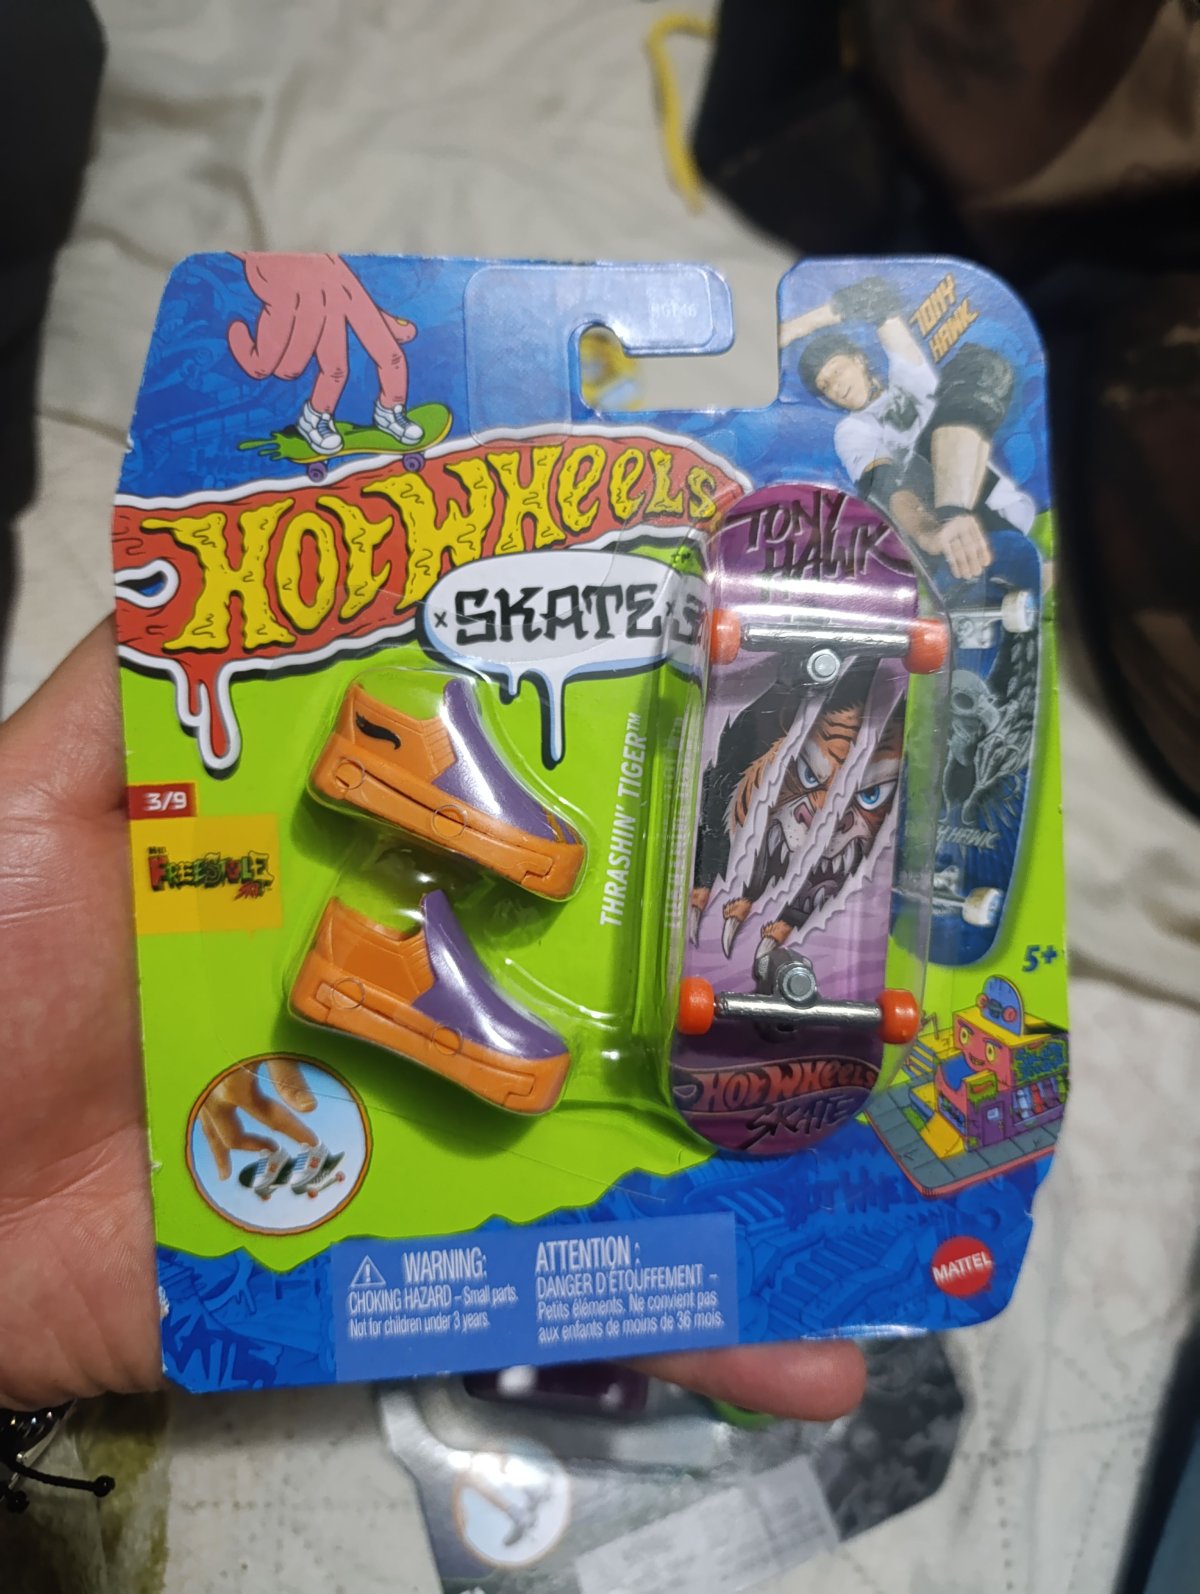 TONY
HAWK
HOT WHEELS
x SKATE x
TONY
HAWK
3/9
FREESTYLE
THRASHIN' TIGER™
HAWK
5+
HOT WHEELS
SKATE
WARNING:
CHOKING HAZARD – Small parts.
Not for children under 3 years.
ATTENTION :
DANGER D'ÉTOUFFEMENT –
Petits éléments. Ne convient pas
aux enfants de moins de 36 mois.
MATTEL